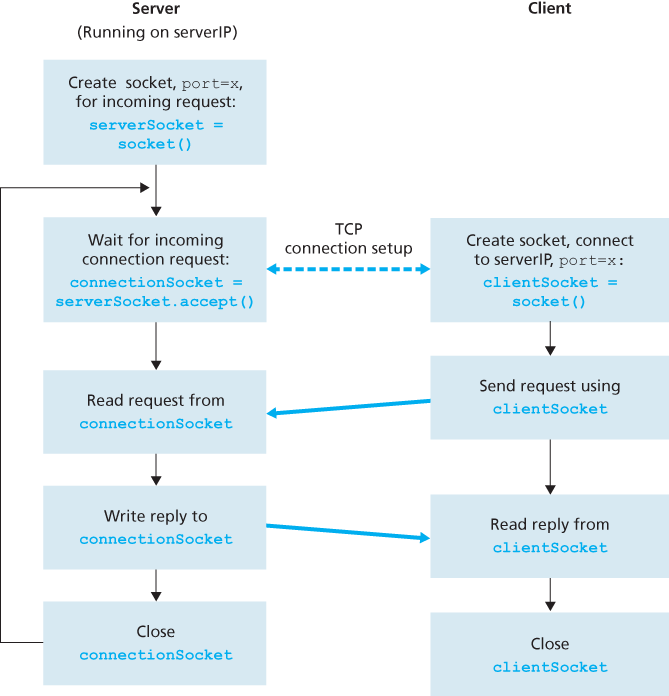 Server
(Running on serverIP)
Client
Create socket, port=x,
for incoming request:
serverSocket =
socket()
Wait for incoming
connection request:
connectionSocket =
serverSocket.accept()
TCP
connection setup
Create socket, connect
to serverIP, port=x:
clientSocket =
socket()
Read request from
connectionSocket
Send request using
clientSocket
Write reply to
connectionSocket
Read reply from
clientSocket
Close
connectionSocket
Close
clientSocket